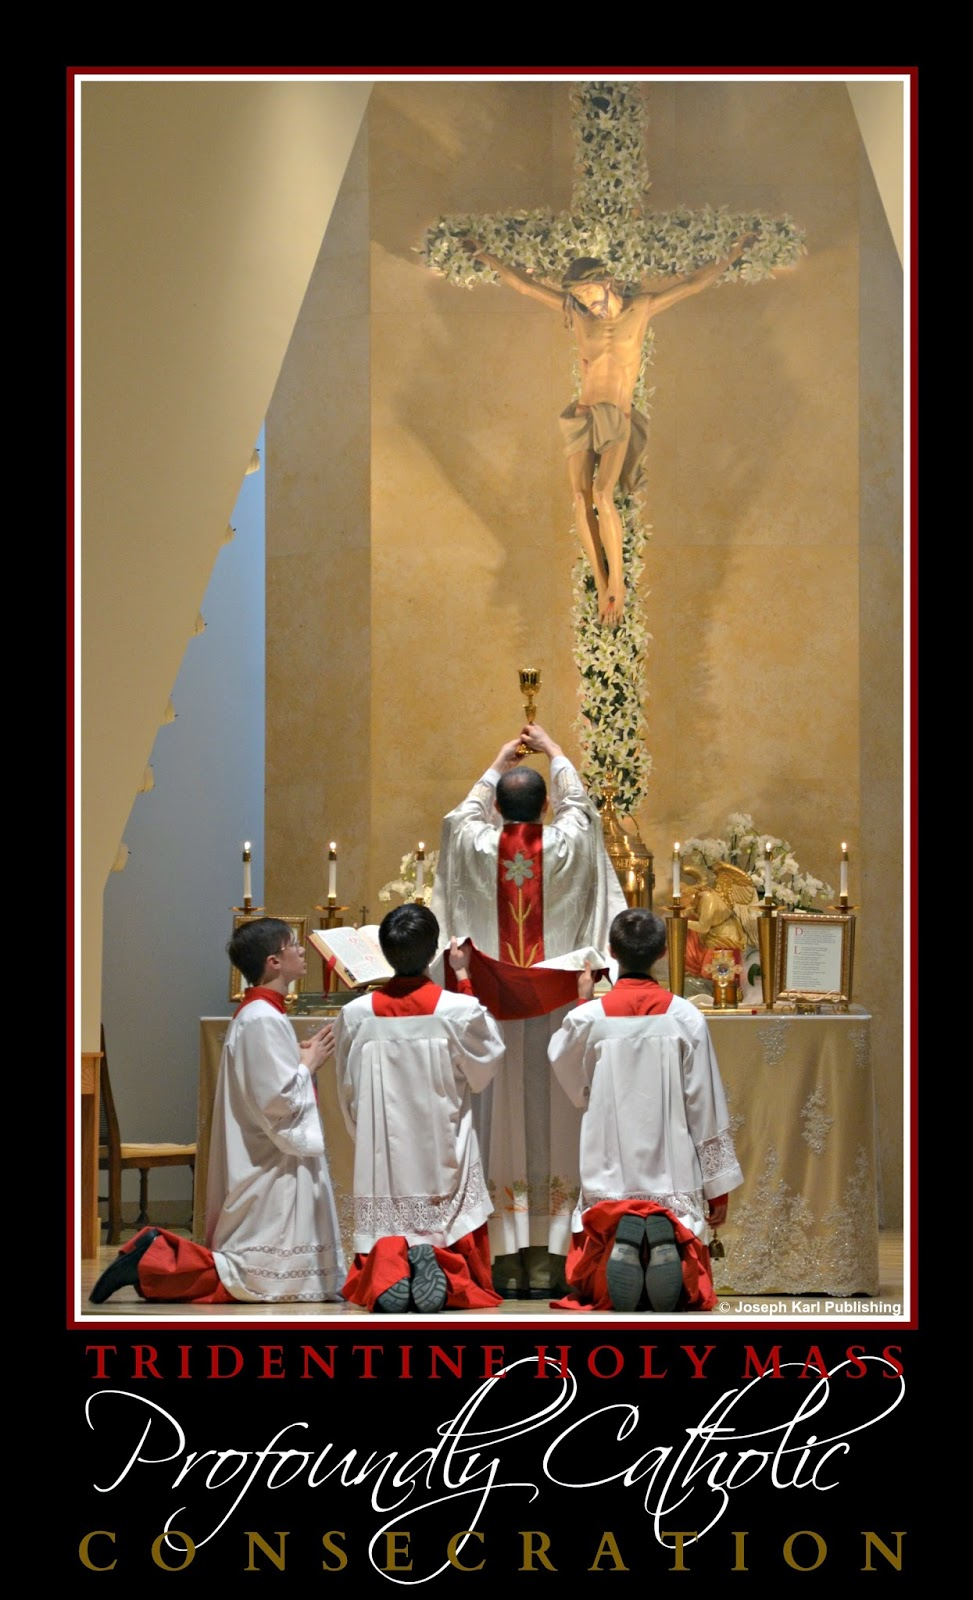 © Joseph Karl Publishing
TRIDENTINE HOLY MASS
Profoundly Catholic
CONSECRATION